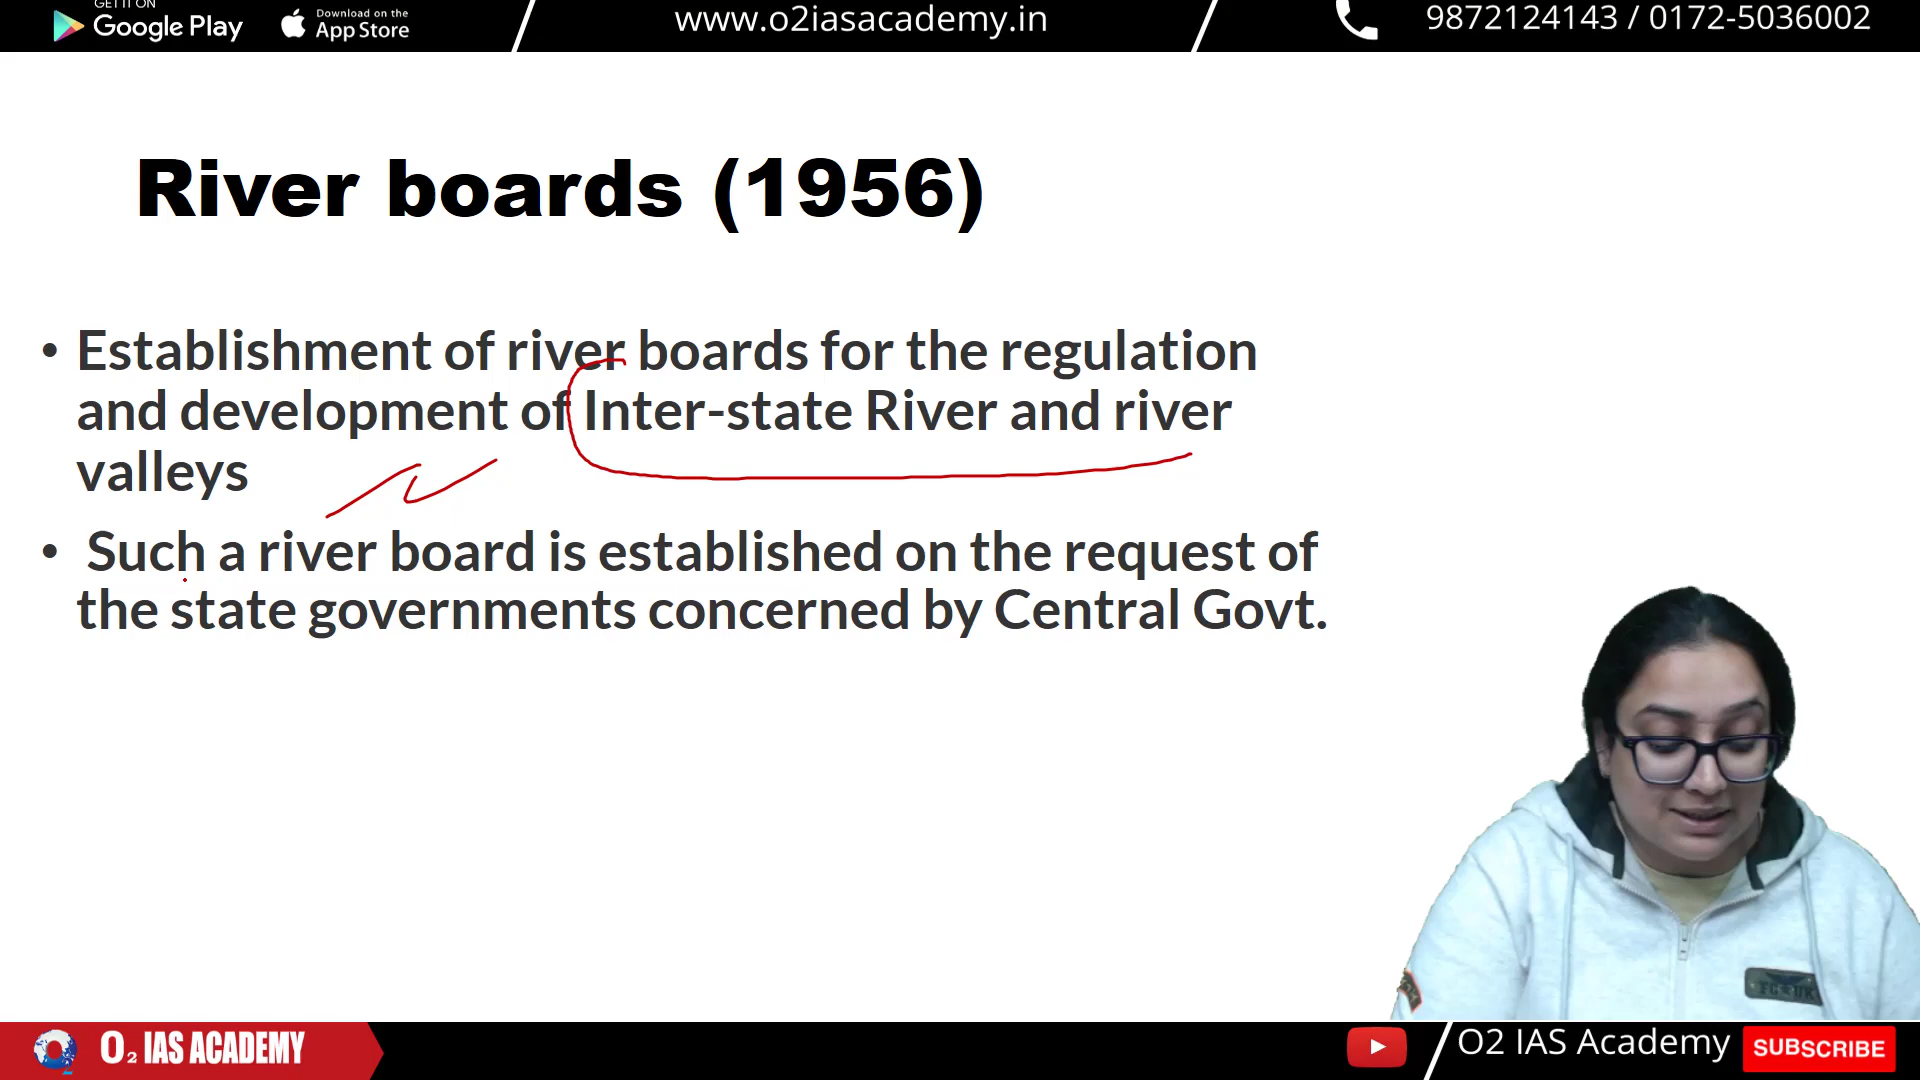 GET IT ON
Google Play
Download on the
App Store
www.o2iasacademy.in
9872124143 / 0172-5036002
River boards (1956)
• Establishment of river boards for the regulation
and development of Inter-state River and river
valleys
• Such a river board is established on the request of
the state governments concerned by Central Govt.
O2 IAS ACADEMY
O2 IAS Academy
SUBSCRIBE